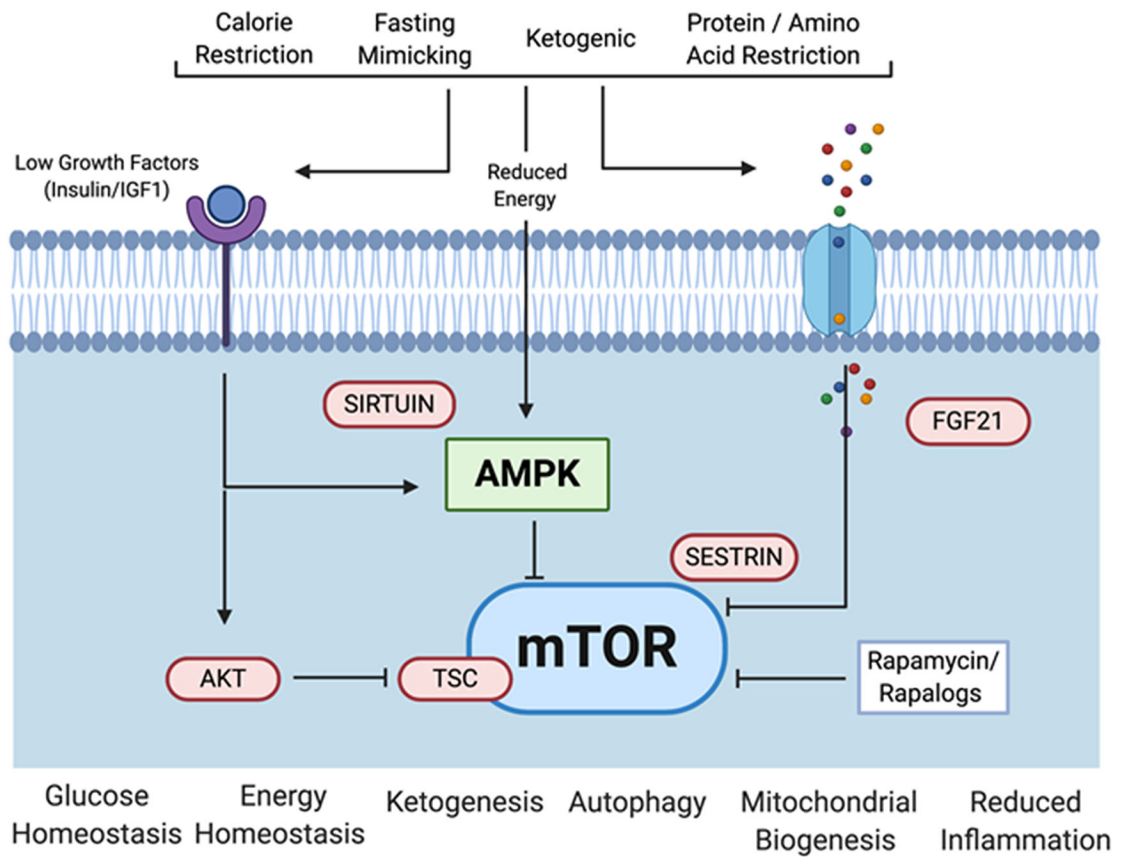 Calorie
Restriction
Fasting
Mimicking
Ketogenic
Protein / Amino
Acid Restriction
Low Growth Factors
(Insulin/IGF1)
Reduced
Energy
SIRTUIN
FGF21
AMPK
SESTRIN
mTOR
AKT
TSC
Rapamycin/
Rapalogs
Glucose
Homeostasis
Energy
Homeostasis
Ketogenesis
Autophagy
Mitochondrial
Biogenesis
Reduced
Inflammation